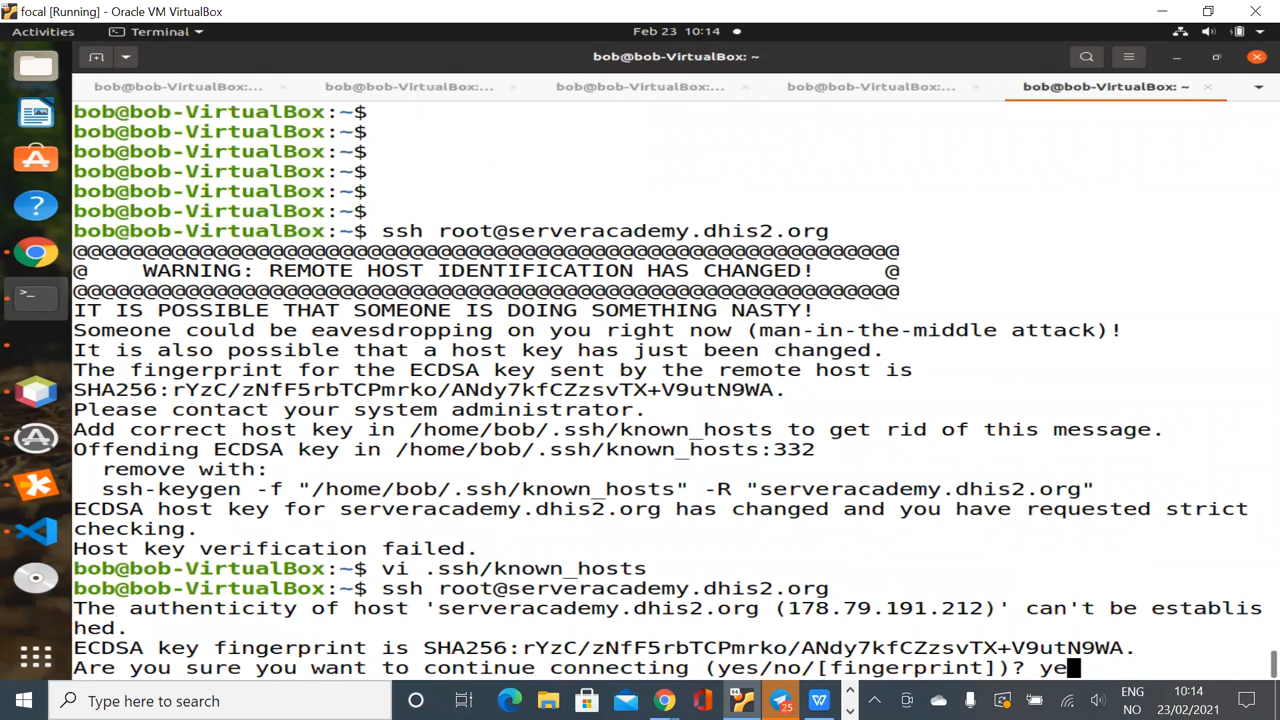 focal [Running] - Oracle VM VirtualBox
Activities Terminal Feb 23 10:14
bob@bob-VirtualBox: ~
bob@bob-VirtualBox:... bob@bob-VirtualBox:... bob@bob-VirtualBox:... bob@bob-VirtualBox:... bob@bob-VirtualBox: ~
bob@bob-VirtualBox:~$
bob@bob-VirtualBox:~$
bob@bob-VirtualBox:~$
bob@bob-VirtualBox:~$
bob@bob-VirtualBox:~$
bob@bob-VirtualBox:~$
bob@bob-VirtualBox:~$ ssh root@serveracademy.dhis2.org
@@@@@@@@@@@@@@@@@@@@@@@@@@@@@@@@@@@@@@@@@@@@@@@@@@@@@@@@@@@
@    WARNING: REMOTE HOST IDENTIFICATION HAS CHANGED!     @
@@@@@@@@@@@@@@@@@@@@@@@@@@@@@@@@@@@@@@@@@@@@@@@@@@@@@@@@@@@
IT IS POSSIBLE THAT SOMEONE IS DOING SOMETHING NASTY!
Someone could be eavesdropping on you right now (man-in-the-middle attack)!
It is also possible that a host key has just been changed.
The fingerprint for the ECDSA key sent by the remote host is
SHA256:rYzC/zNfF5rbTCPmrko/ANdy7kfCZzsvTX+V9utN9WA.
Please contact your system administrator.
Add correct host key in /home/bob/.ssh/known_hosts to get rid of this message.
Offending ECDSA key in /home/bob/.ssh/known_hosts:332
  remove with:
  ssh-keygen -f "/home/bob/.ssh/known_hosts" -R "serveracademy.dhis2.org"
ECDSA host key for serveracademy.dhis2.org has changed and you have requested strict
checking.
Host key verification failed.
bob@bob-VirtualBox:~$ vi .ssh/known_hosts
bob@bob-VirtualBox:~$ ssh root@serveracademy.dhis2.org
The authenticity of host 'serveracademy.dhis2.org (178.79.191.212)' can't be establis
hed.
ECDSA key fingerprint is SHA256:rYzC/zNfF5rbTCPmrko/ANdy7kfCZzsvTX+V9utN9WA.
Are you sure you want to continue connecting (yes/no/[fingerprint])? ye
Type here to search
25
ENG
NO
10:14
23/02/2021